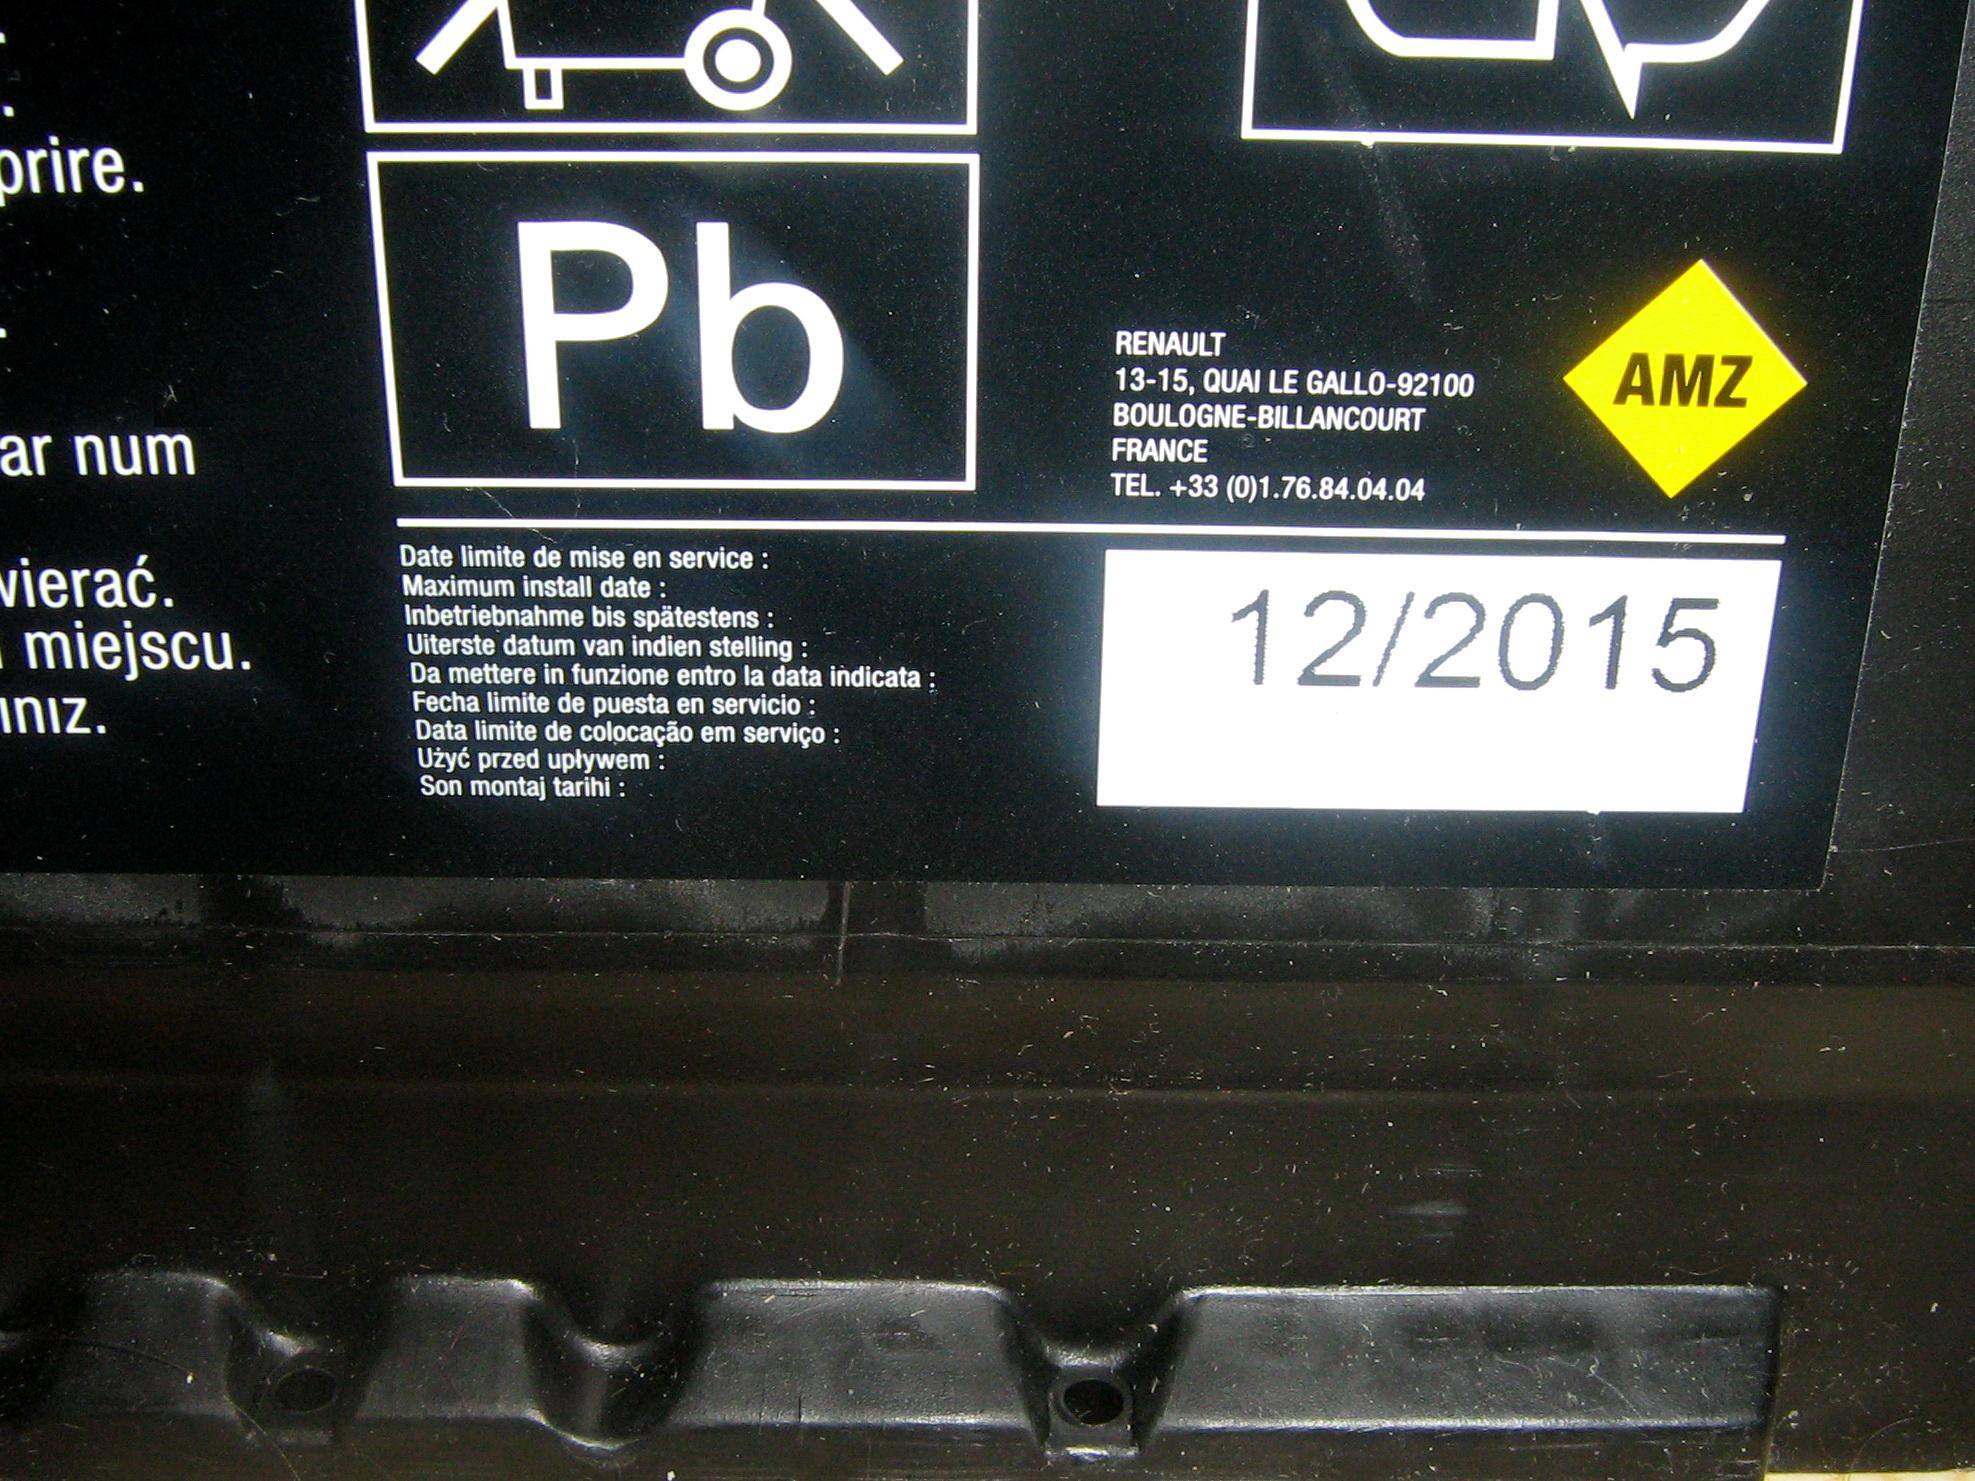 prire.
ar num
wierać.
miejscu.
Pb
RENAULT
13-15, QUAI LE GALLO-92100
BOULOGNE-BILLANCOURT
FRANCE
TEL. +33 (0)1.76.84.04.04
AMZ
Date limite de mise en service :
Maximum install date :
Inbetriebnahme bis spätestens :
Uiterste datum van indien stelling :
Da mettere in funzione entro la data indicata :
Fecha limite de puesta en servicio :
Data limite de colocação em serviço :
Użyć przed upływem :
Son montaj tarihi :
12/2015